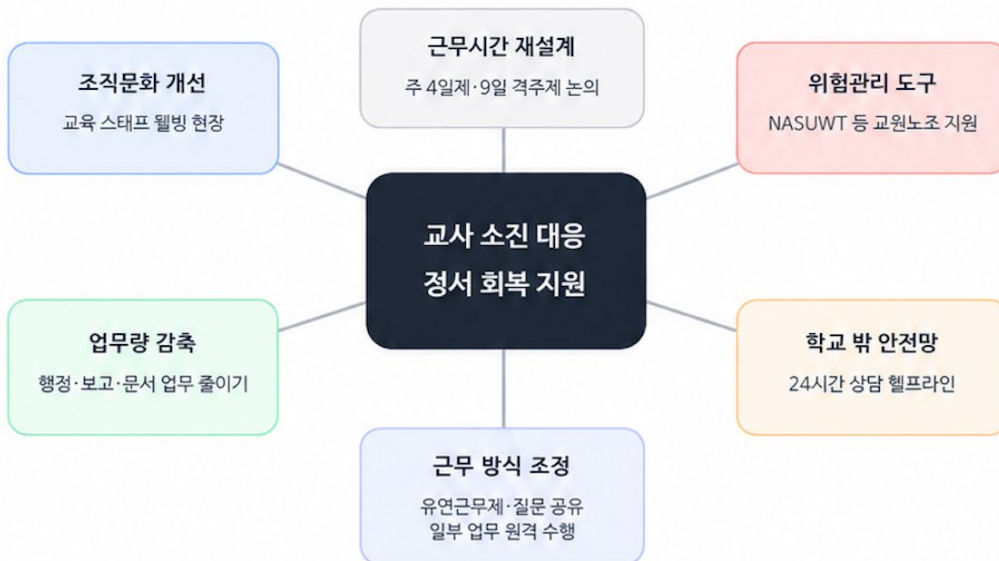 근무시간 재설계
주 4일제·9일 격주제 논의
조직문화 개선
교육 스태프 웰빙 헌장
위험관리 도구
NASUWT 등 교원노조 지원
교사 소진 대응
정서 회복 지원
업무량 감축
행정·보고·문서 업무 줄이기
학교 밖 안전망
24시간 상담 헬프라인
근무 방식 조정
유연근무제·질문 공유
일부 업무 원격 수행